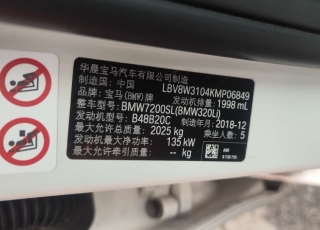 华晨宝马汽车有限公司制造
制造国：中国 LBV8W3104KMP06849
品牌：宝马(BMW)牌 发动机排量：1998 mL
整车型号：BMW7200SL(BMW320Li)
发动机型号：B48B20C 制造年月：2018-12
最大允许总质量：2025 kg 乘坐人数：5
发动机最大净功率：135 kW
最大允许牵引质量：-- kg